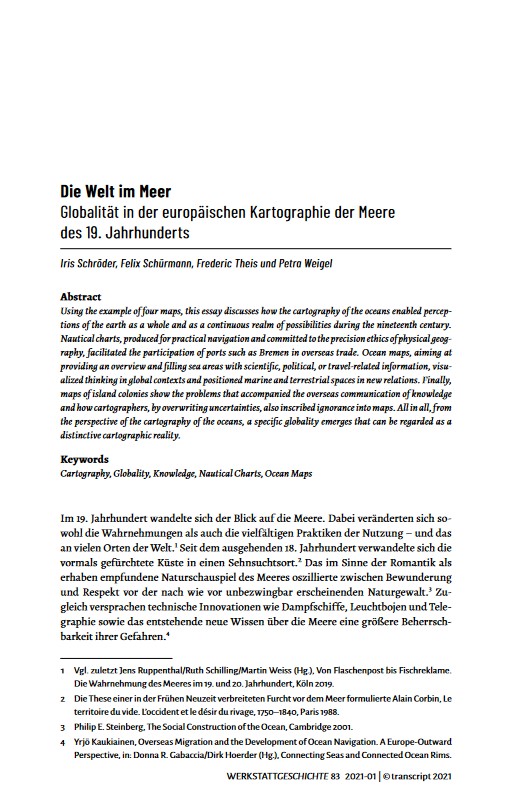 Die Welt im Meer
Globalität in der europäischen Kartographie der Meere
des 19. Jahrhunderts
Iris Schröder, Felix Schürmann, Frederic Theis und Petra Weigel
Abstract
Using the example of four maps, this essay discusses how the cartography of the oceans enabled percep-
tions of the earth as a whole and as a continuous realm of possibilities during the nineteenth century.
Nautical charts, produced for practical navigation and committed to the precision ethics of physical geog-
raphy, facilitated the participation of ports such as Bremen in overseas trade. Ocean maps, aiming at
providing an overview and filling sea areas with scientific, political, or travel-related information, visu-
alized thinking in global contexts and positioned marine and terrestrial spaces in new relations. Finally,
maps of island colonies show the problems that accompanied the overseas communication of knowledge
and how cartographers, by overwriting uncertainties, also inscribed ignorance into maps. All in all, from
the perspective of the cartography of the oceans, a specific globality emerges that can be regarded as a
distinctive cartographic reality.
Keywords
Cartography, Globality, Knowledge, Nautical Charts, Ocean Maps
Im 19. Jahrhundert wandelte sich der Blick auf die Meere. Dabei veränderten sich so-
wohl die Wahrnehmungen als auch die vielfältigen Praktiken der Nutzung – und das
an vielen Orten der Welt.¹ Seit dem ausgehenden 18. Jahrhundert verwandelte sich die
vormals gefürchtete Küste in einen Sehnsuchtsort.² Das im Sinne der Romantik als
erhaben empfundene Naturschauspiel des Meeres oszillierte zwischen Bewunderung
und Respekt vor der nach wie vor unbezwingbar erscheinenden Naturgewalt.³ Zu-
gleich versprachen technische Innovationen wie Dampfschiffe, Leuchtbojen und Tele-
graphie sowie das entstehende neue Wissen über die Meere eine größere Beherrsch-
barkeit ihrer Gefahren.⁴
1 Vgl. zuletzt Jens Ruppenthal/Ruth Schilling/Martin Weiss (Hg.), Von Flaschenpost bis Fischreklame.
Die Wahrnehmung des Meeres im 19. und 20. Jahrhundert, Köln 2019.
2 Die These einer in der Frühen Neuzeit verbreiteten Furcht vor dem Meer formulierte Alain Corbin, Le
territoire du vide. L'occident et le désir du rivage, 1750–1840, Paris 1988.
3 Philip E. Steinberg, The Social Construction of the Ocean, Cambridge 2001.
4 Yrjö Kaukiainen, Overseas Migration and the Development of Ocean Navigation. A Europe-Outward
Perspective, in: Donna R. Gabaccia/Dirk Hoerder (Hg.), Connecting Seas and Connected Ocean Rims.
WERKSTATTGESCHICHTE 83 2021-01 | © transcript 2021